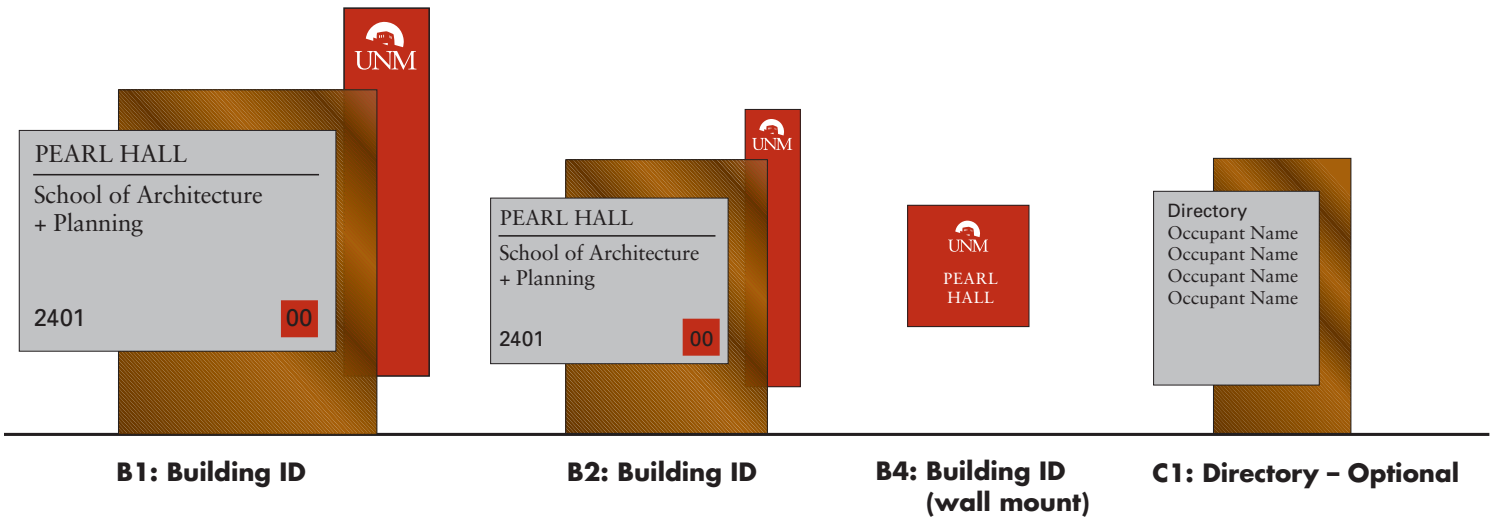 UNM
PEARL HALL
School of Architecture
+ Planning
2401
00
B1: Building ID
UNM
PEARL HALL
School of Architecture
+ Planning
2401
00
B2: Building ID
UNM
PEARL
HALL
B4: Building ID
(wall mount)
Directory
Occupant Name
Occupant Name
Occupant Name
Occupant Name
C1: Directory – Optional